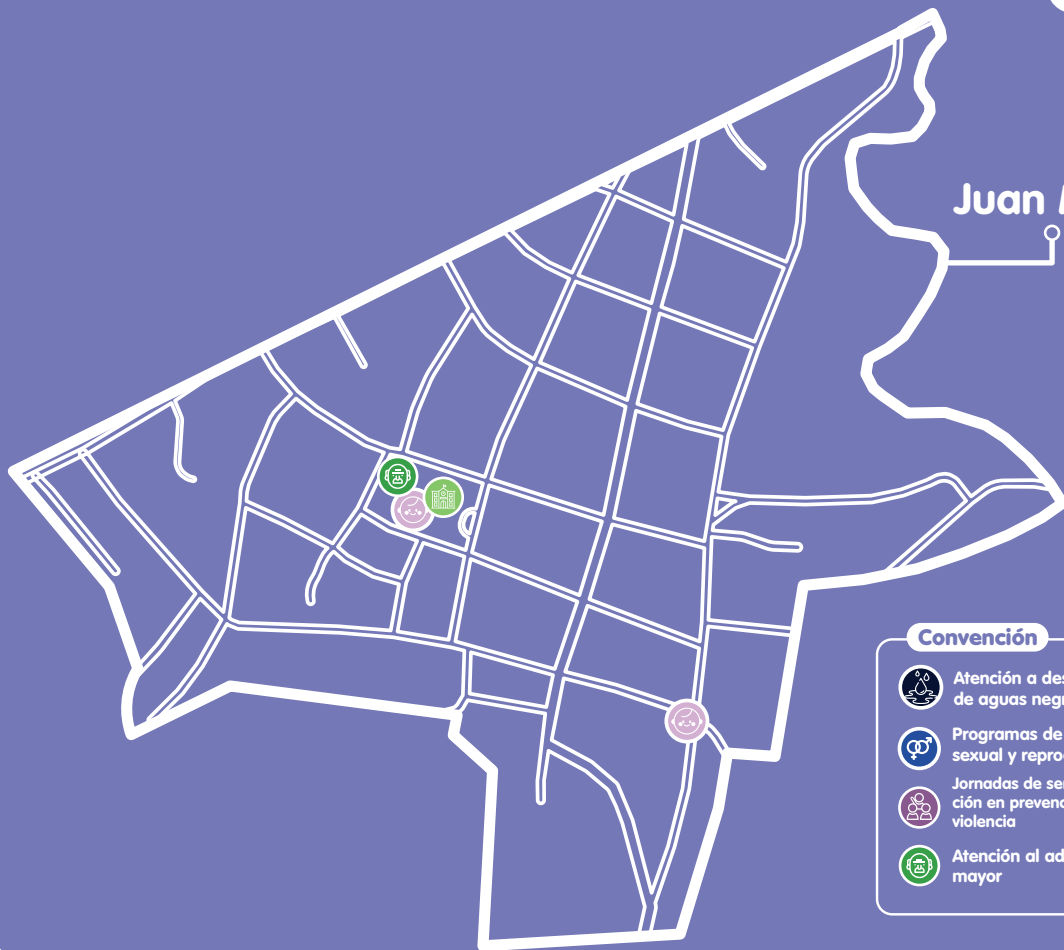 Juan
Convención
Atención a des
de aguas neg
Programas de
sexual y repro
Jornadas de se
ción en preven
violencia
Atención al ad
mayor